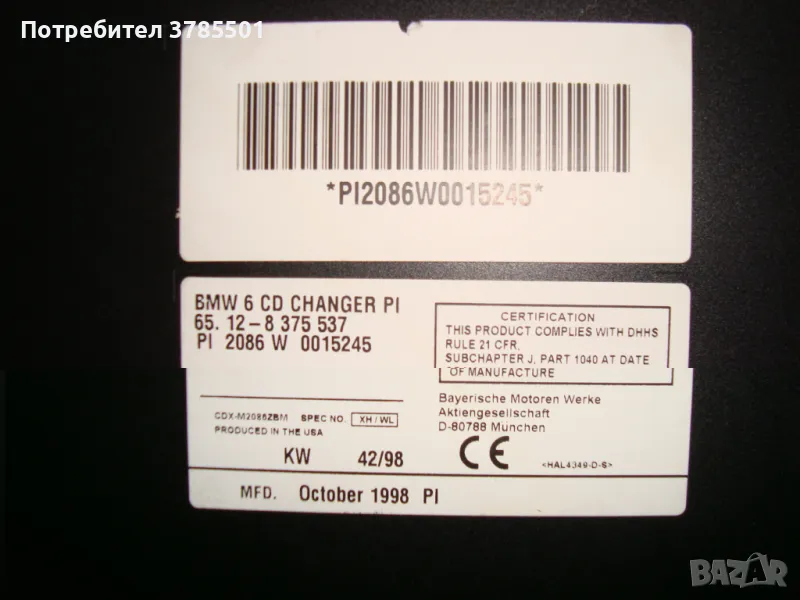 Потребител 3785501
*PI2086W0015245*
BMW 6 CD CHANGER PI
65. 12-8 375 537
PI 2086 W 0015245
CERTIFICATION
THIS PRODUCT COMPLIES WITH DHHS
RULE 21 CFR,
SUBCHAPTER J, PART 1040 AT DATE
OF MANUFACTURE
CDX-M2086ZBM SPEC NO. XH/WL
PRODUCED IN THE USA
Bayerische Motoren Werke
Aktiengesellschaft
D-80788 München
KW 42/98
CE
<HAL4349-D-S>
MFD. October 1998 PI
BAZAR